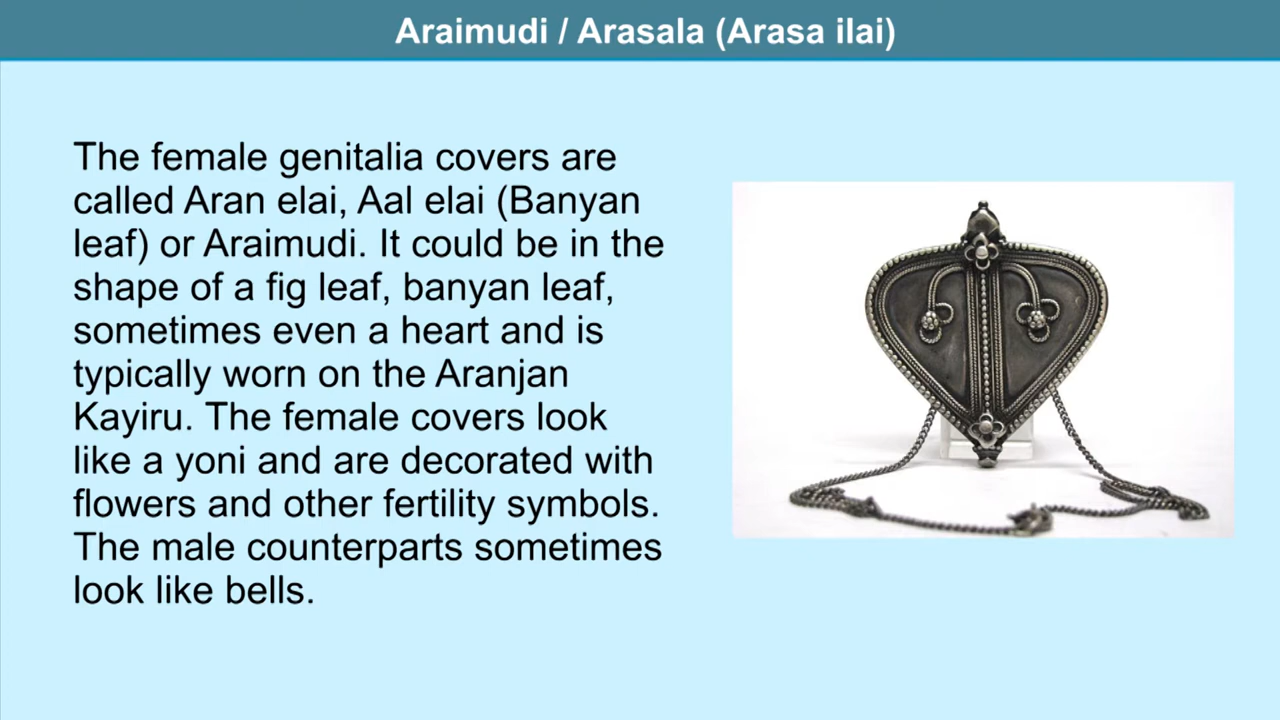 Araimudi / Arasala (Arasa ilai)
The female genitalia covers are
called Aran elai, Aal elai (Banyan
leaf) or Araimudi. It could be in the
shape of a fig leaf, banyan leaf,
sometimes even a heart and is
typically worn on the Aranjan
Kayiru. The female covers look
like a yoni and are decorated with
flowers and other fertility symbols.
The male counterparts sometimes
look like bells.